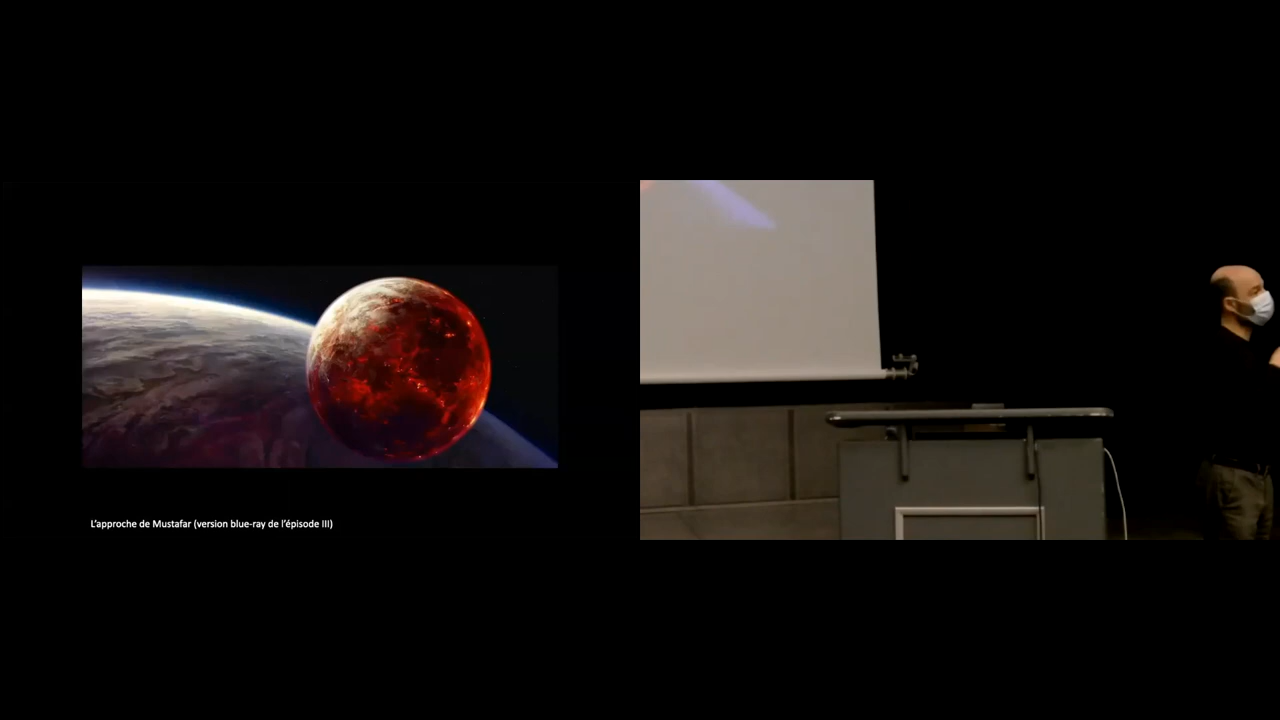 L'approche de Mustafar (version blue-ray de l'épisode III)